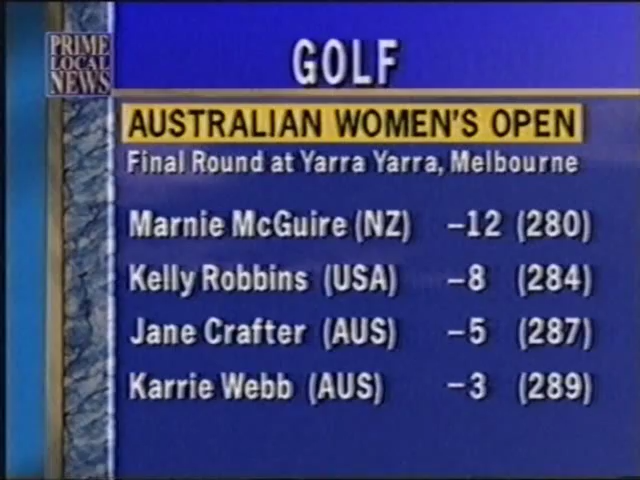 PRIME
LOCAL
NEWS
GOLF
AUSTRALIAN WOMEN'S OPEN
Final Round at Yarra Yarra, Melbourne
Marnie McGuire (NZ) –12 (280)
Kelly Robbins (USA) –8 (284)
Jane Crafter (AUS) –5 (287)
Karrie Webb (AUS) –3 (289)